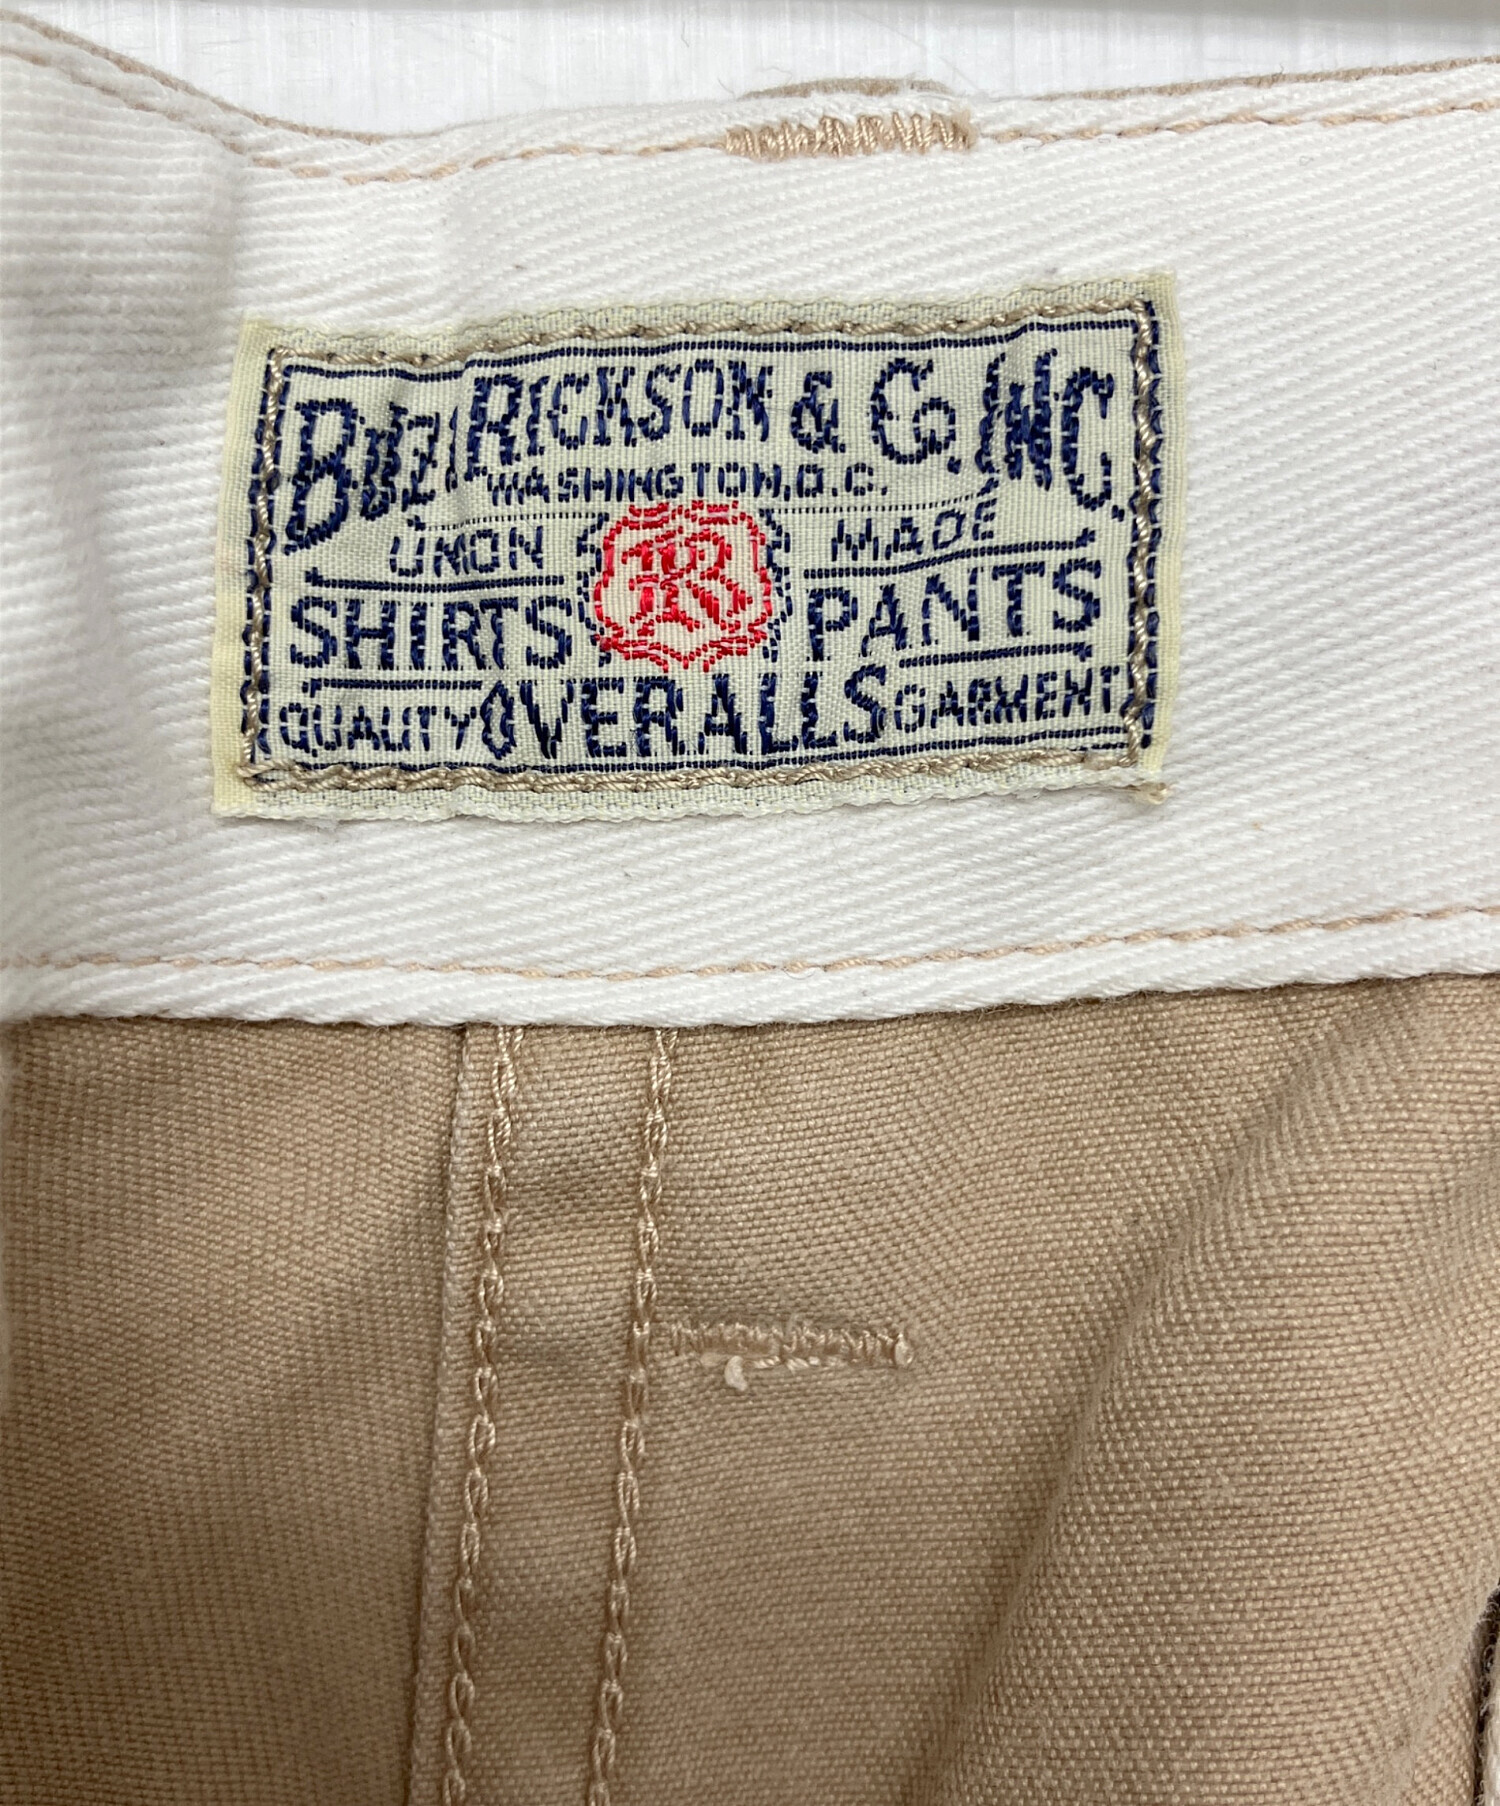 BUZZ RICKSON & CO. INC.
WASHINGTON, D.C.
UNION MADE
SHIRTS R PANTS
QUALITY OVERALLS GARMENT